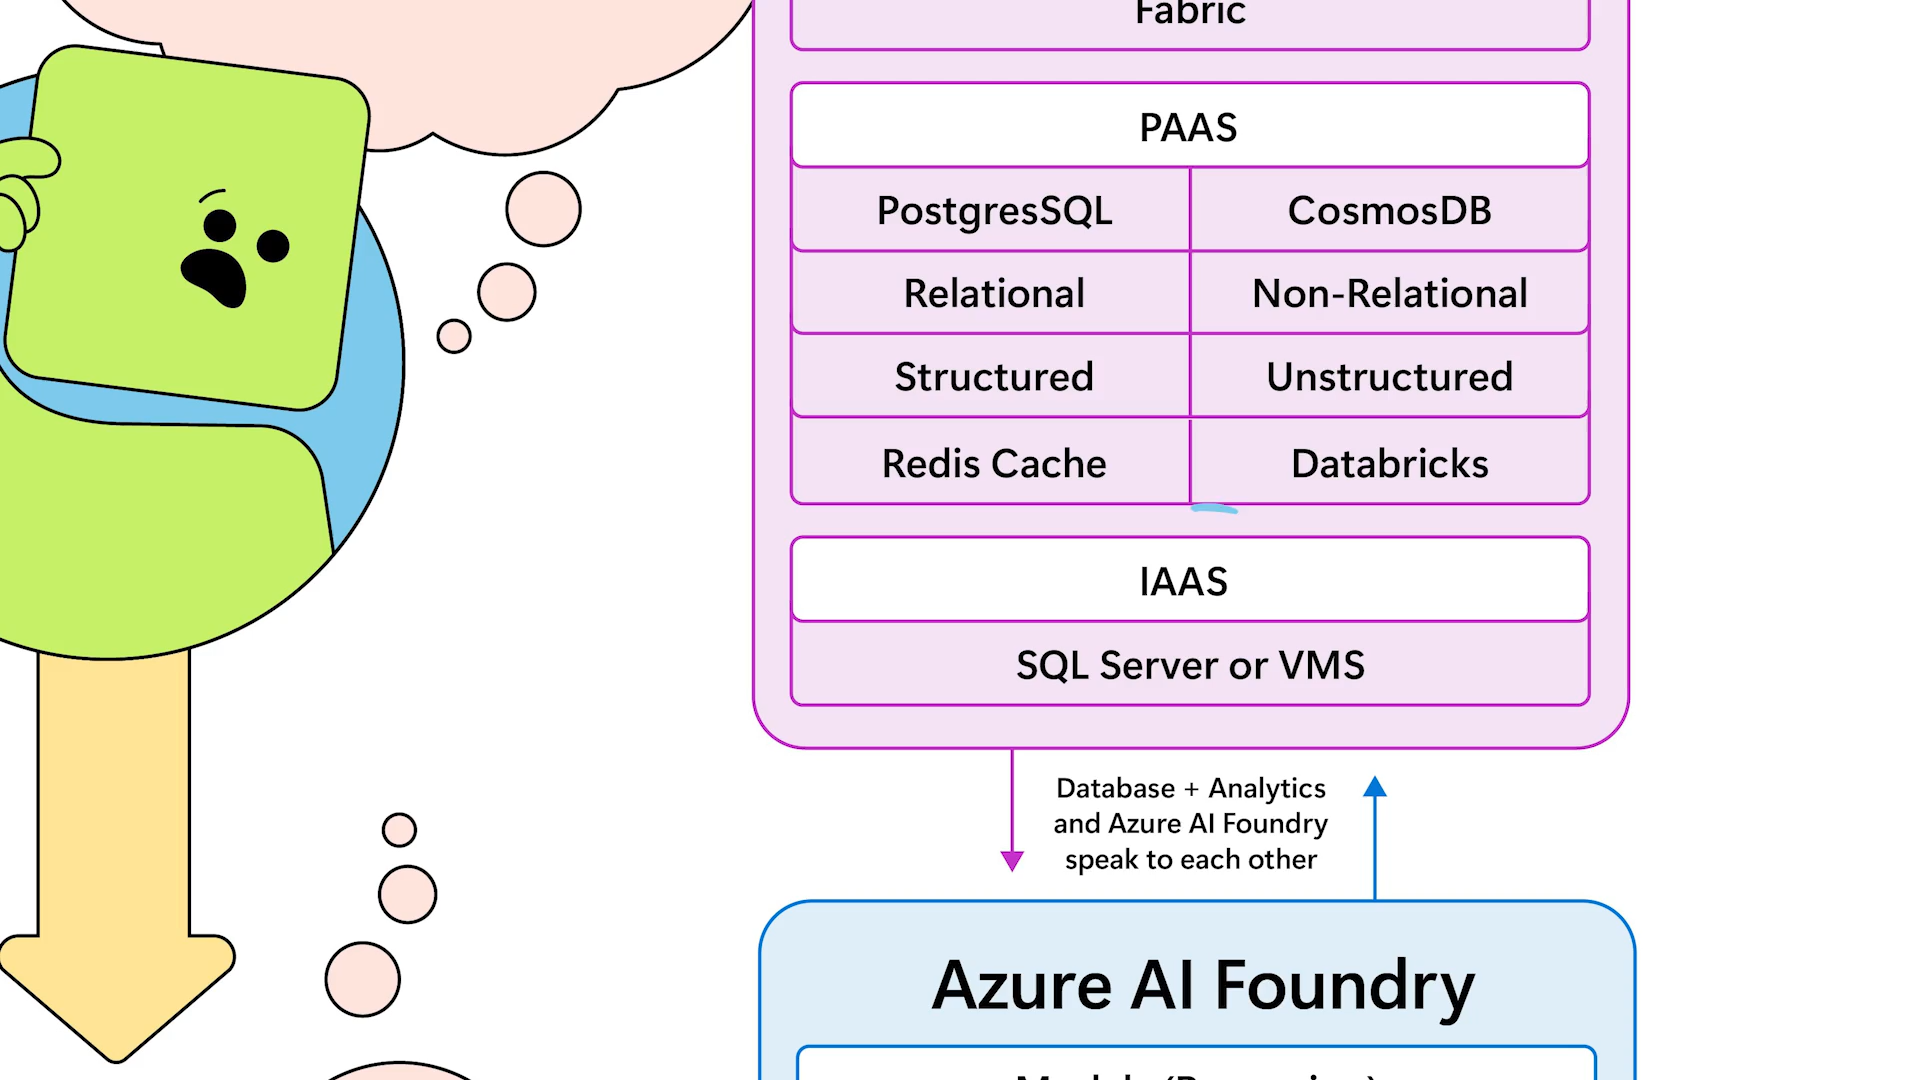 Fabric
PAAS
PostgresSQL
CosmosDB
Relational
Non-Relational
Structured
Unstructured
Redis Cache
Databricks
IAAS
SQL Server or VMS
Database + Analytics
and Azure AI Foundry
speak to each other
Azure AI Foundry